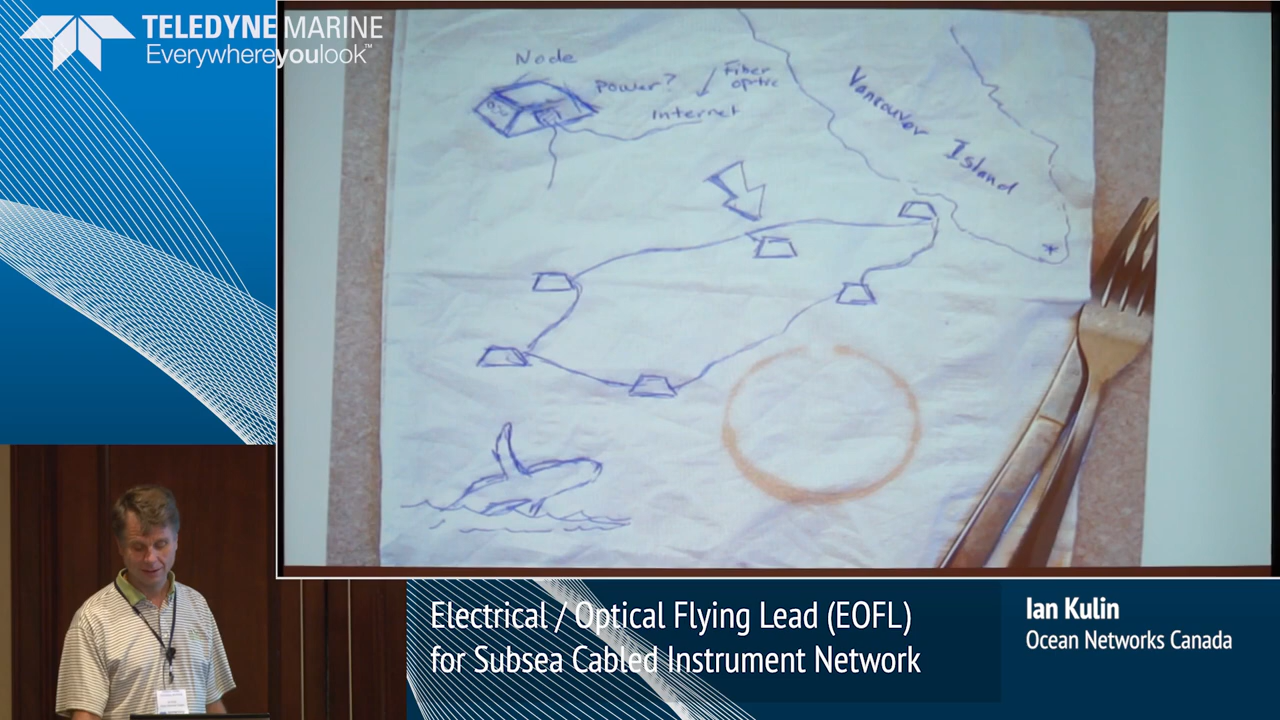 TELEDYNE MARINE
Everywhereyoulook™
Node
Power?
Fiber
optic
Internet
Vancouver Island
Electrical / Optical Flying Lead (EOFL)
for Subsea Cabled Instrument Network
Ian Kulin
Ocean Networks Canada